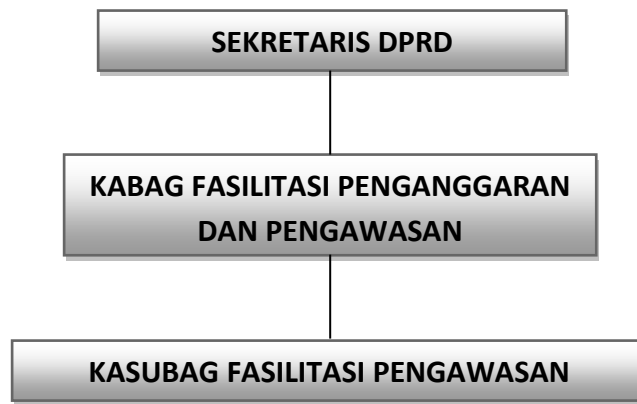 SEKRETARIS DPRD
KABAG FASILITASI PENGANGGARAN
DAN PENGAWASAN
KASUBAG FASILITASI PENGAWASAN